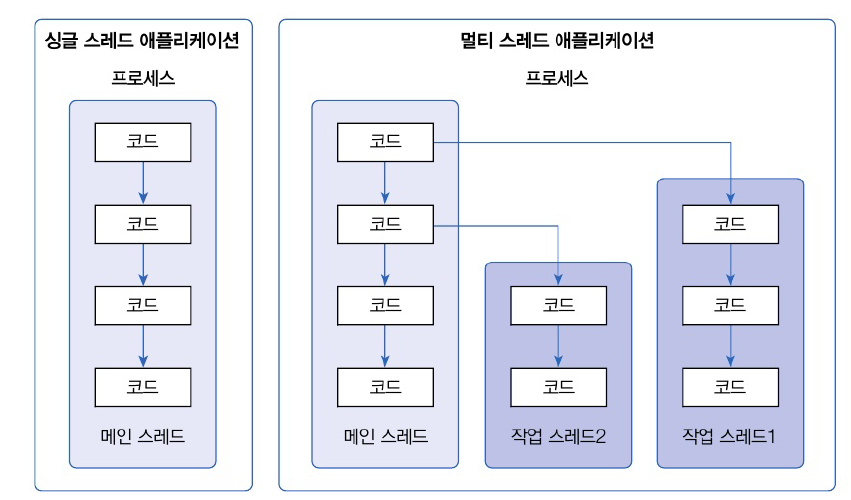 싱글 스레드 애플리케이션
프로세스
코드
코드
코드
코드
메인 스레드
멀티 스레드 애플리케이션
프로세스
코드
코드
코드
코드
메인 스레드
코드
코드
작업 스레드2
코드
코드
코드
작업 스레드1